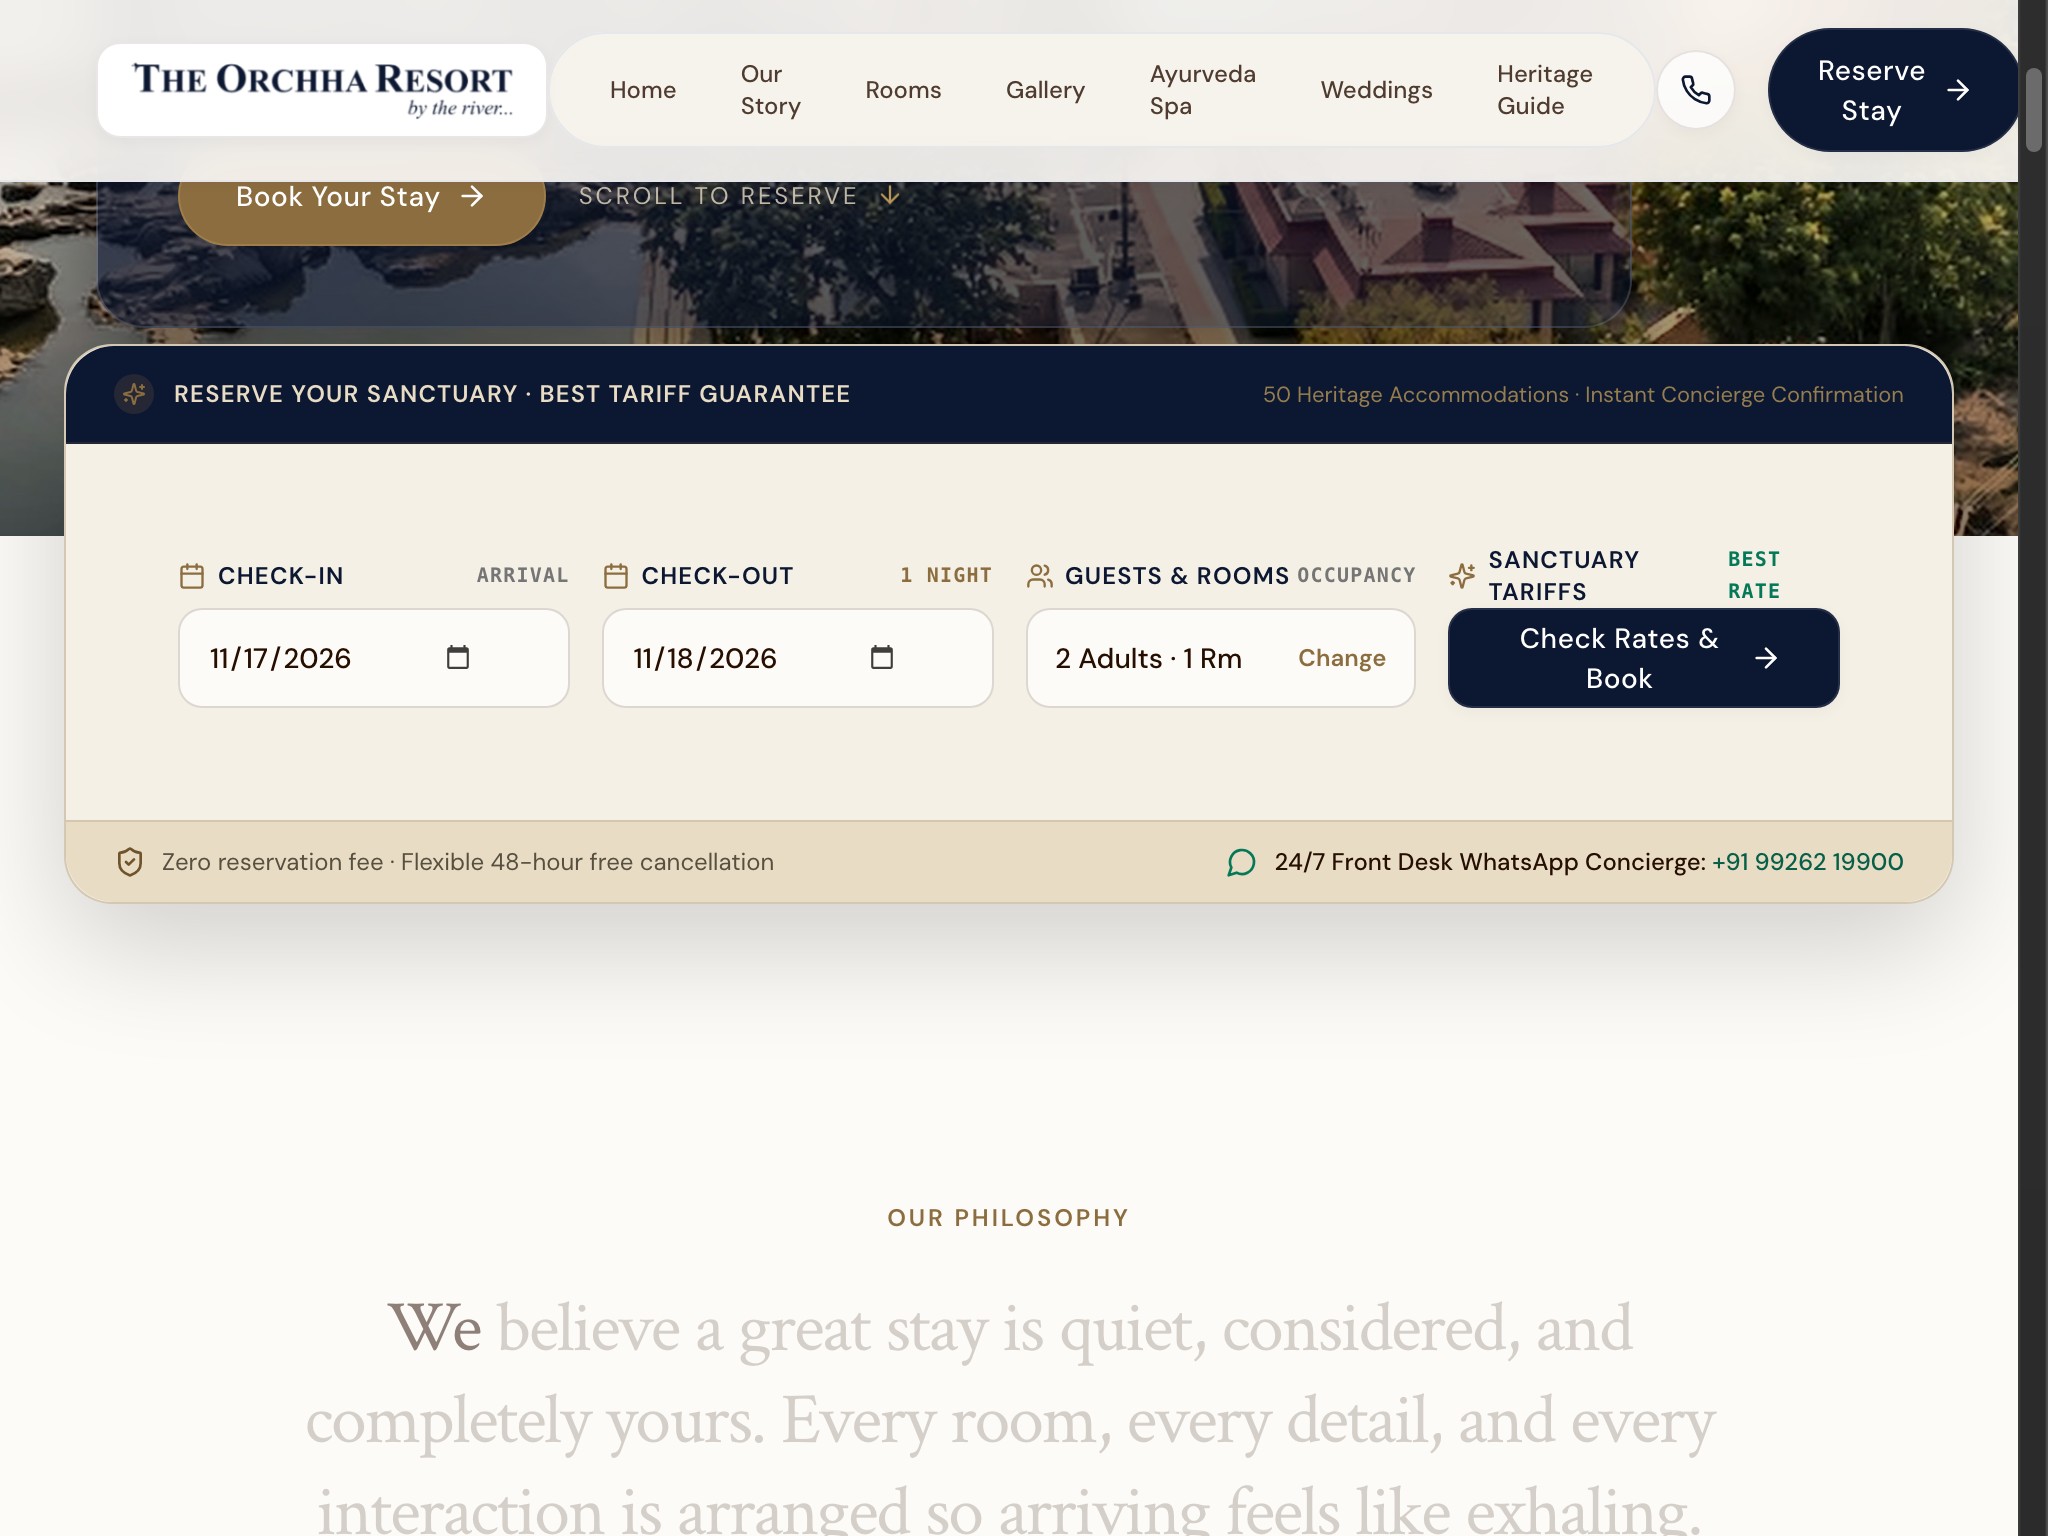 THE ORCHHA RESORT
by the river...
Home
Our Story
Rooms
Gallery
Ayurveda Spa
Weddings
Heritage Guide
Reserve Stay
Book Your Stay
SCROLL TO RESERVE
RESERVE YOUR SANCTUARY · BEST TARIFF GUARANTEE
50 Heritage Accommodations · Instant Concierge Confirmation
CHECK-IN
ARRIVAL
11/17/2026
CHECK-OUT
1 NIGHT
11/18/2026
GUESTS & ROOMS
OCCUPANCY
2 Adults · 1 Rm
Change
SANCTUARY TARIFFS
BEST RATE
Check Rates & Book
Zero reservation fee · Flexible 48-hour free cancellation
24/7 Front Desk WhatsApp Concierge: +91 99262 19900
OUR PHILOSOPHY
We believe a great stay is quiet, considered, and
completely yours. Every room, every detail, and every
interaction is arranged so arriving feels like exhaling.